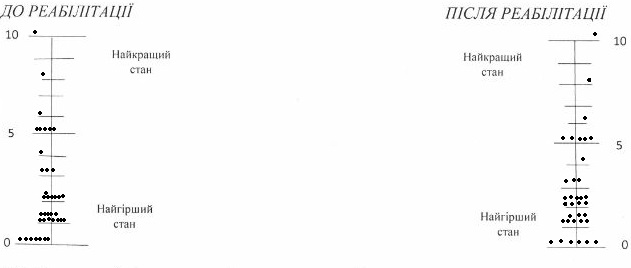 ДО РЕАБІЛІТАЦІЇ
10
Найкращий
стан
5
Найгірший
стан
0
ПІСЛЯ РЕАБІЛІТАЦІЇ
10
Найкращий
стан
5
Найгірший
стан
0